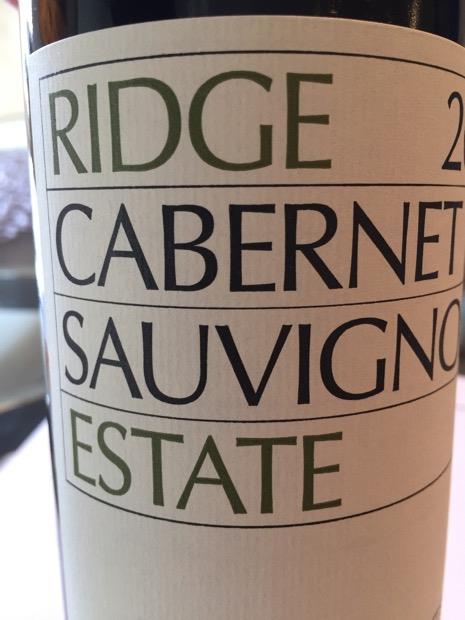 RIDGE 2
CABERNET
SAUVIGNO
ESTATE